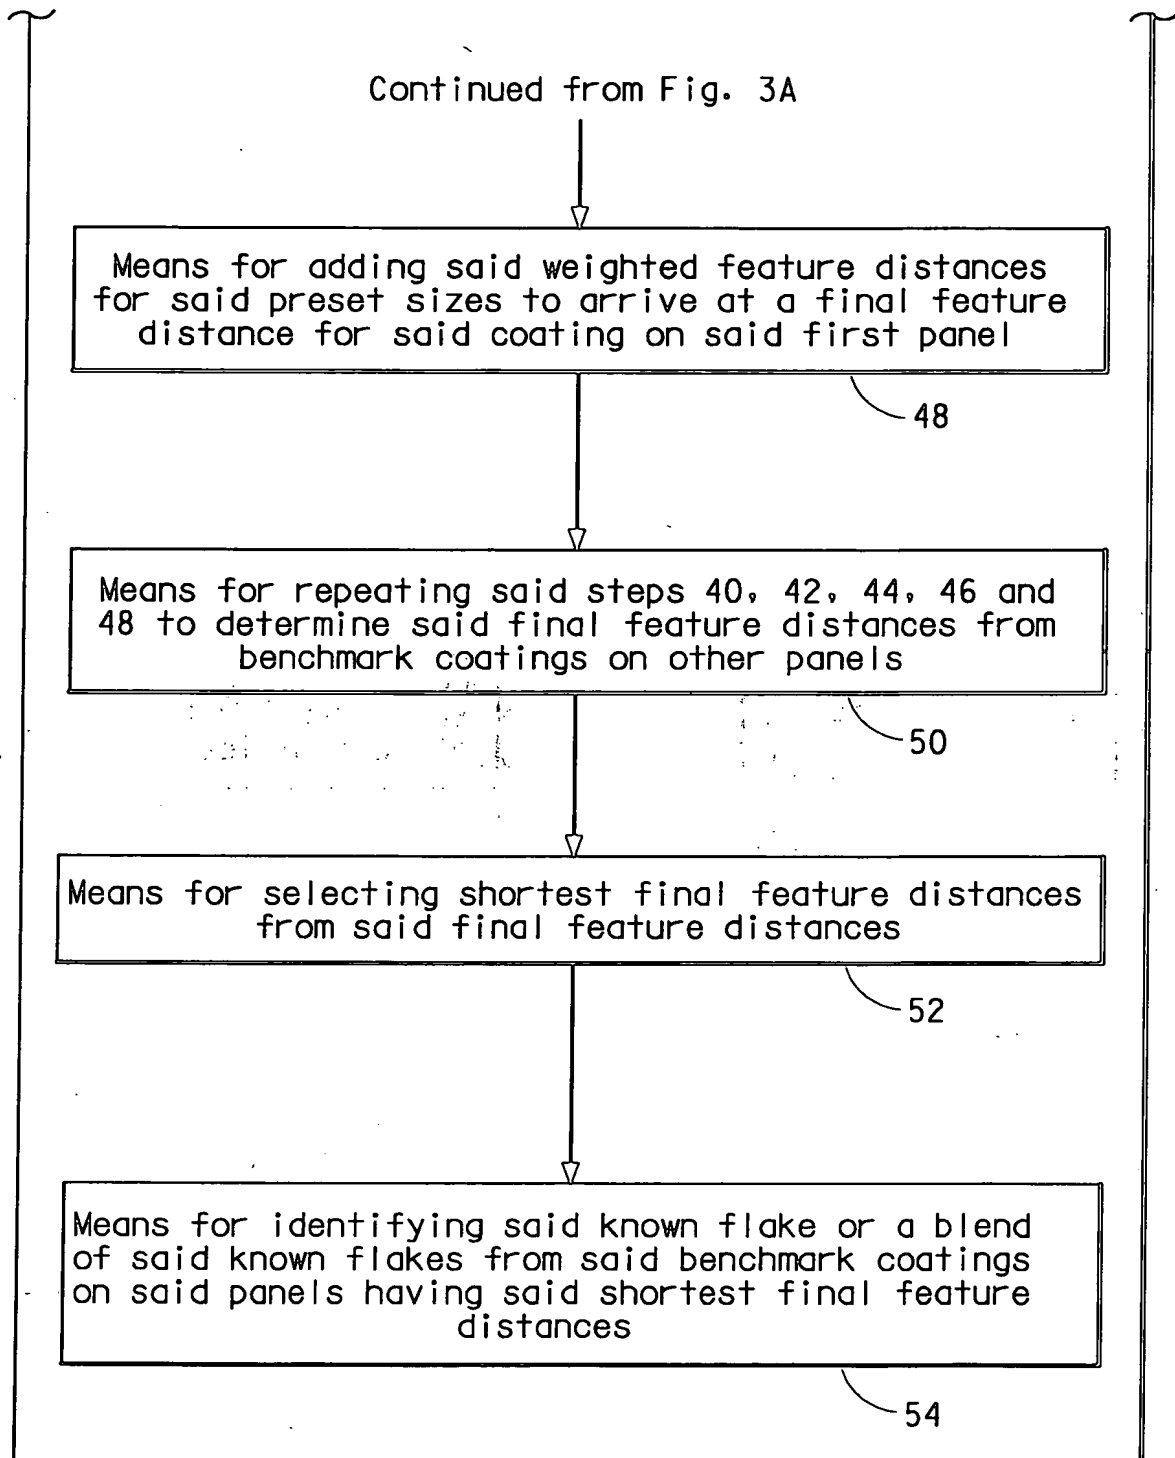 Continued from Fig. 3A
Means for adding said weighted feature distances
for said preset sizes to arrive at a final feature
distance for said coating on said first panel
48
Means for repeating said steps 40, 42, 44, 46 and
48 to determine said final feature distances from
benchmark coatings on other panels
50
Means for selecting shortest final feature distances
from said final feature distances
52
Means for identifying said known flake or a blend
of said known flakes from said benchmark coatings
on said panels having said shortest final feature
distances
54